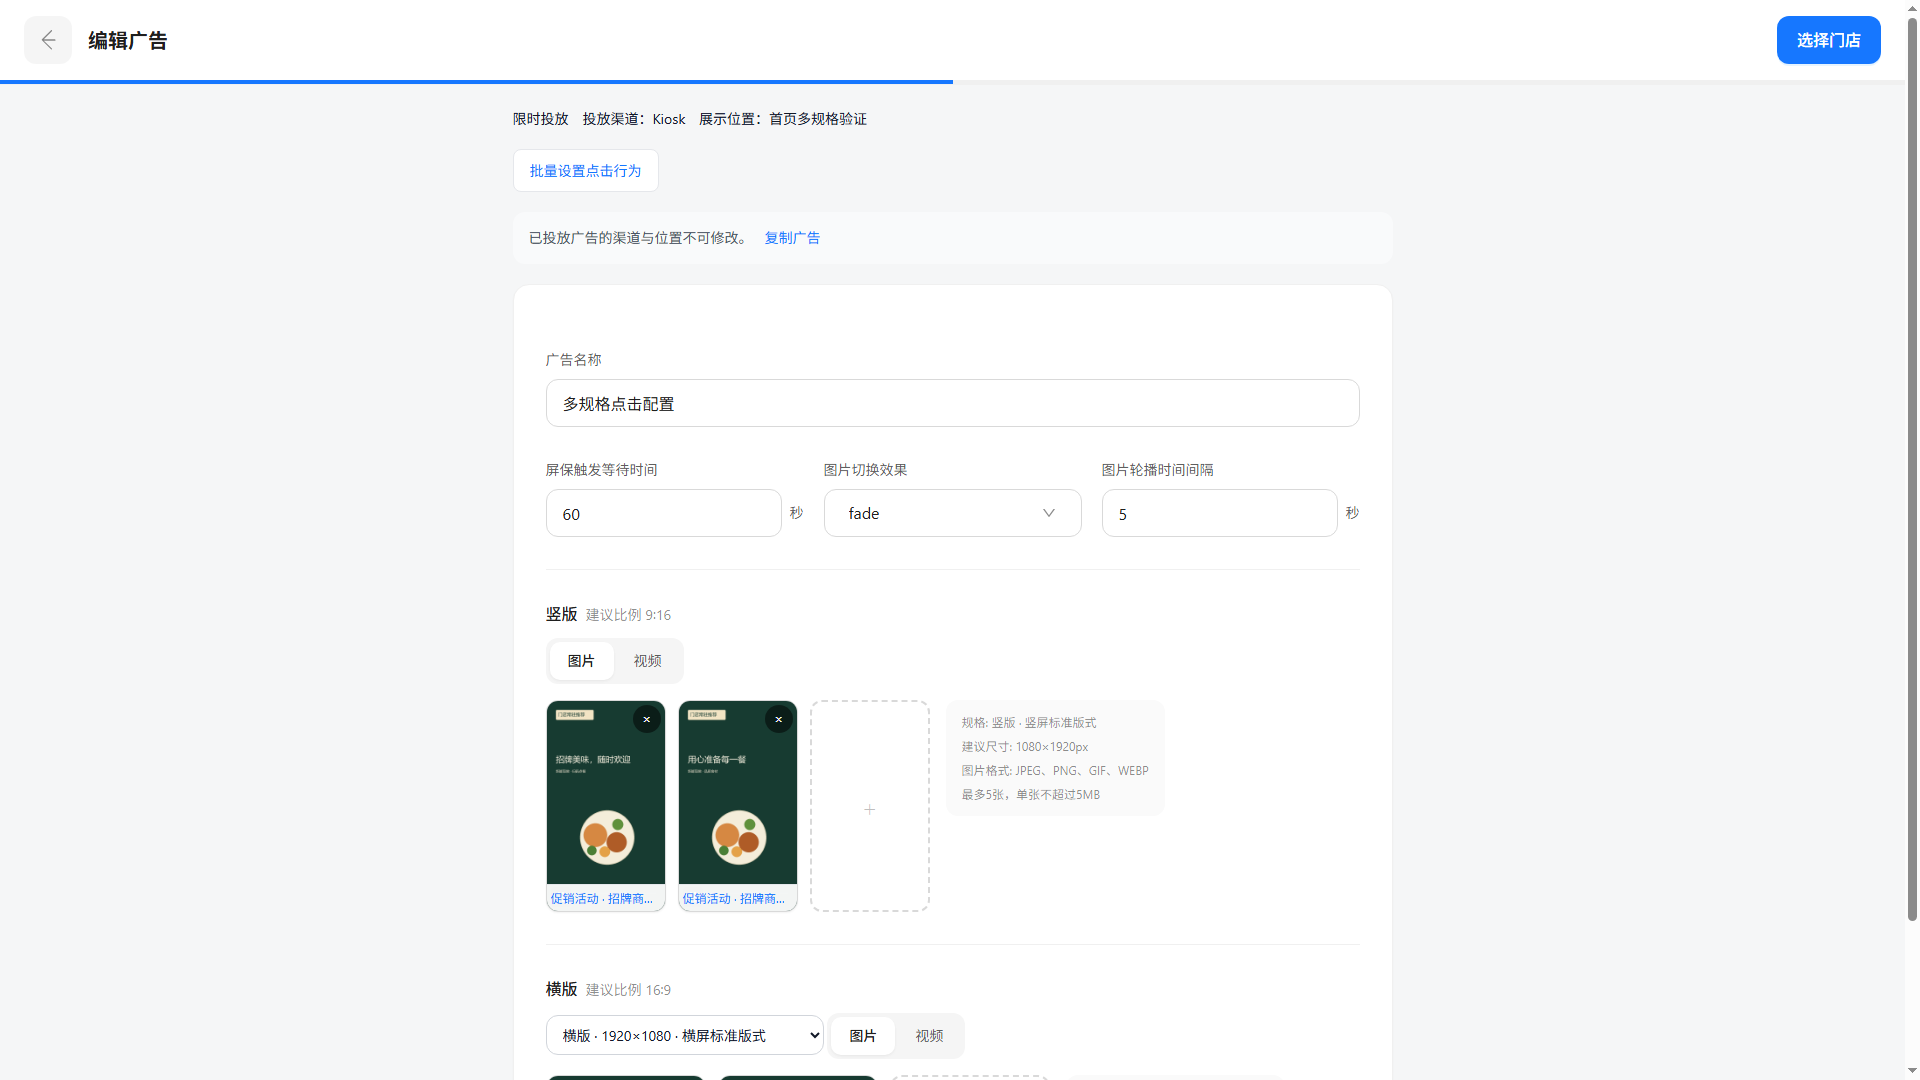 编辑广告
选择门店
限时投放 投放渠道：Kiosk 展示位置：首页多规格验证
批量设置点击行为
已投放广告的渠道与位置不可修改。 复制广告
广告名称
多规格点击配置
屏保触发等待时间
60 秒
图片切换效果
fade
图片轮播时间间隔
5 秒
竖版 建议比例 9:16
图片 视频
招牌美味，随时欢迎
促销活动 · 招牌商...
用心准备每一餐
促销活动 · 招牌商...
规格: 竖版 · 竖屏标准版式
建议尺寸: 1080×1920px
图片格式: JPEG、PNG、GIF、WEBP
最多5张，单张不超过5MB
横版 建议比例 16:9
横版 · 1920×1080 · 横屏标准版式
图片 视频